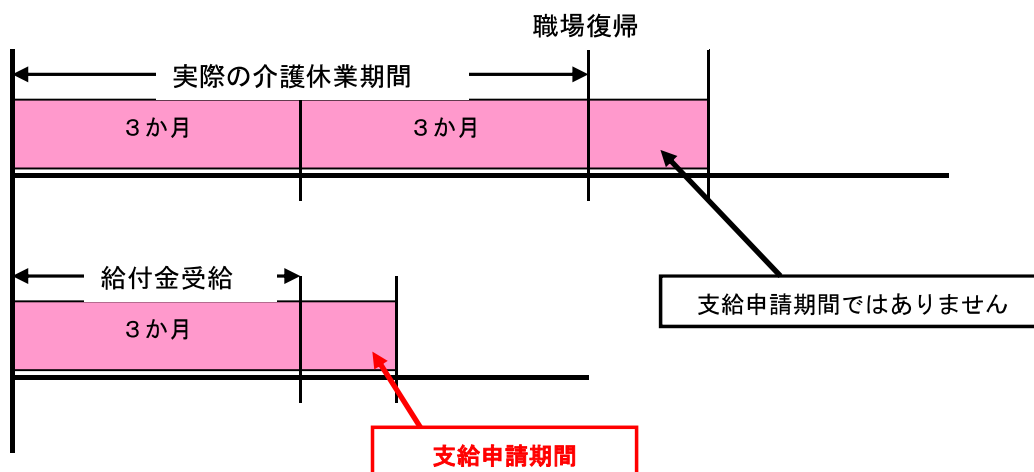 職場復帰
実際の介護休業期間
３か月
３か月
支給申請期間ではありません
給付金受給
３か月
支給申請期間